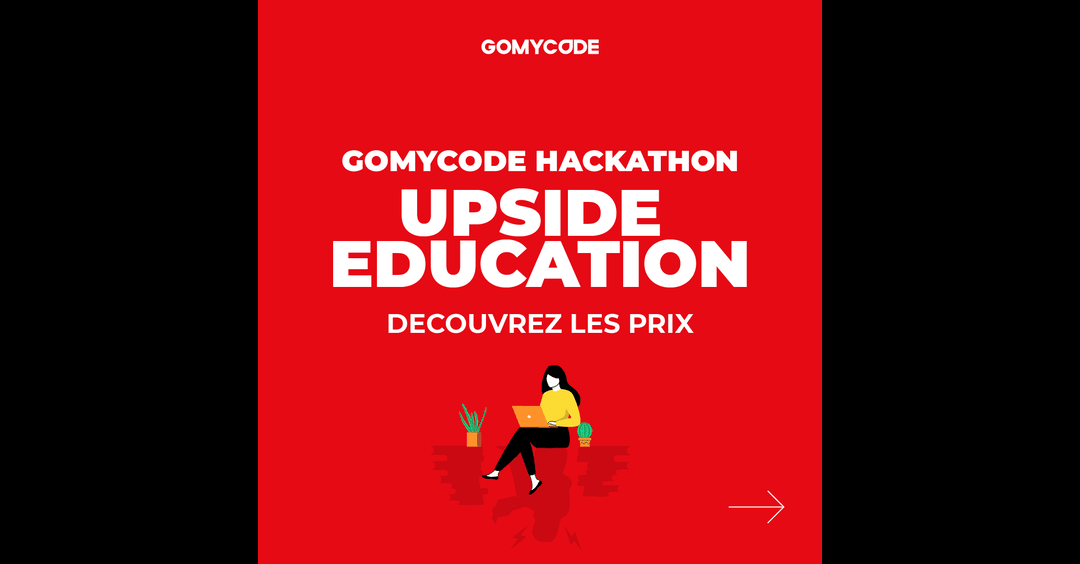 GOMYCODE
GOMYCODE HACKATHON
UPSIDE
EDUCATION
DECOUVREZ LES PRIX